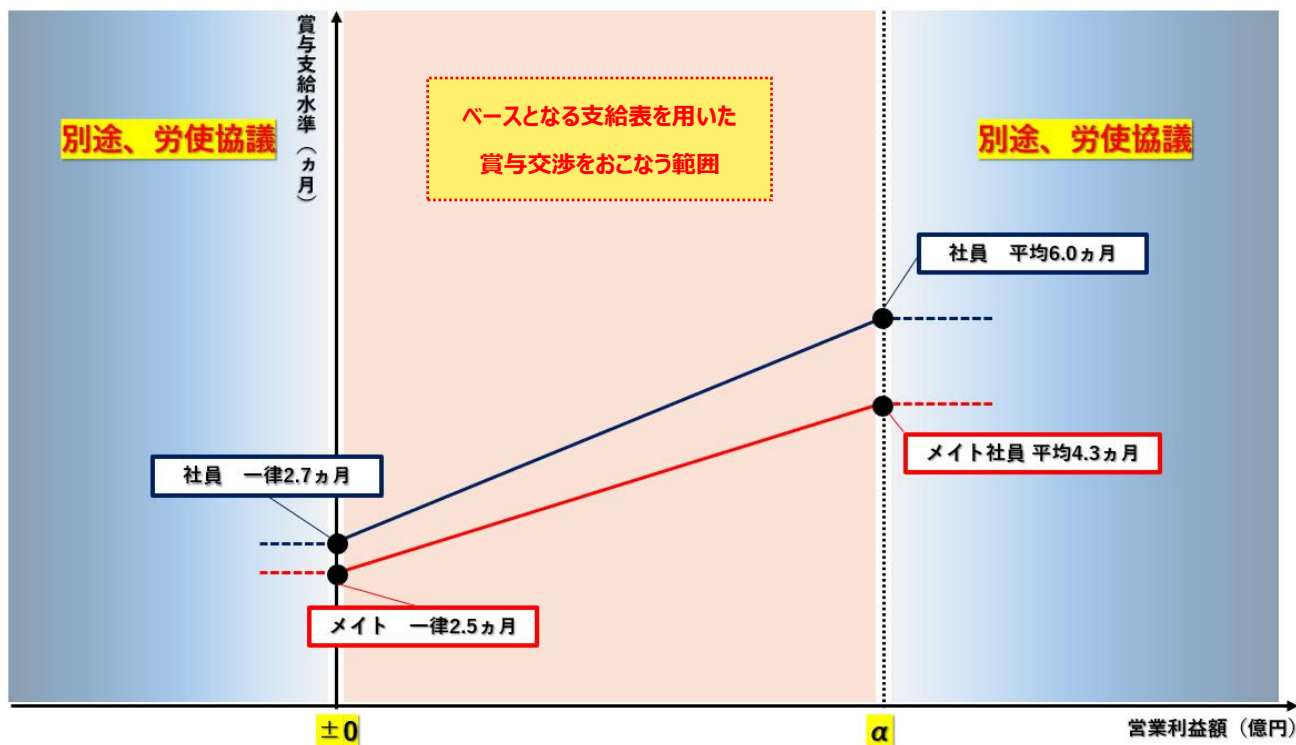 賞与支給水準(ヵ月)
別途、労使協議
ベースとなる支給表を用いた
賞与交渉をおこなう範囲
別途、労使協議
社員 平均6.0ヵ月
メイト社員 平均4.3ヵ月
社員 一律2.7ヵ月
メイト 一律2.5ヵ月
±0
α
営業利益額(億円)